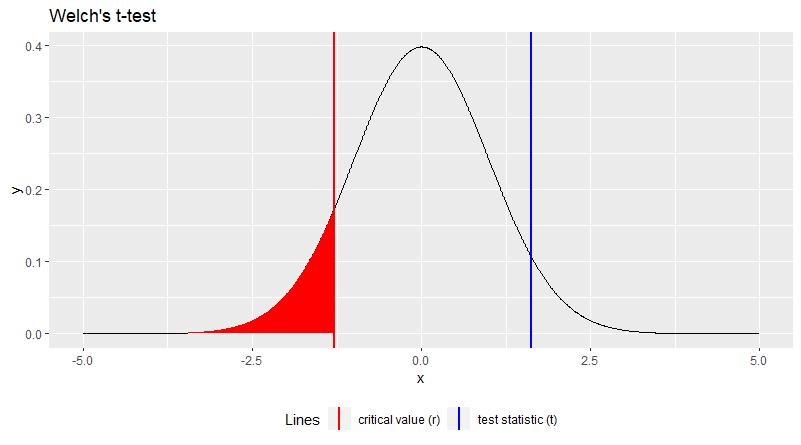 Welch's t-test
0.4
0.3
y
0.2
0.1
0.0
-5.0 -2.5 0.0 2.5 5.0
x
Lines critical value (r) test statistic (t)